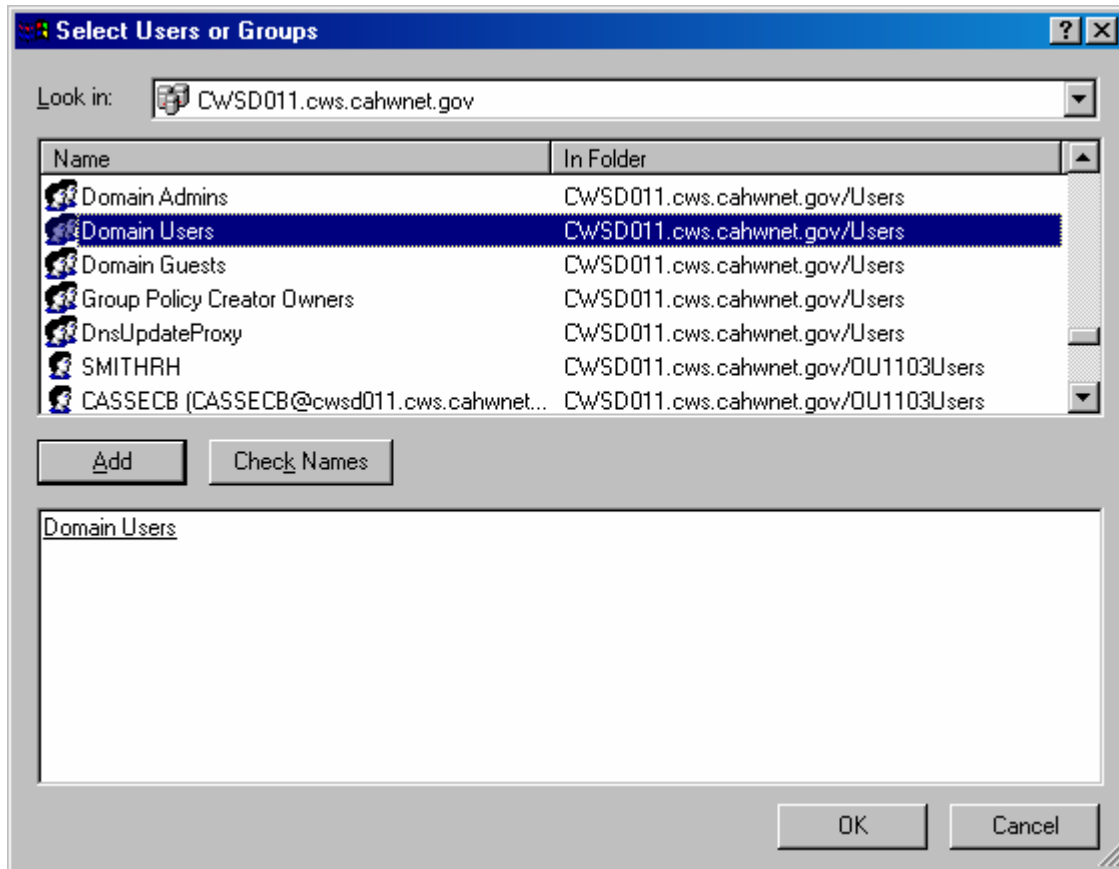 Select Users or Groups
Look in: CWSD011.cws.cahwnet.gov
Name In Folder
Domain Admins CWSD011.cws.cahwnet.gov/Users
Domain Users CWSD011.cws.cahwnet.gov/Users
Domain Guests CWSD011.cws.cahwnet.gov/Users
Group Policy Creator Owners CWSD011.cws.cahwnet.gov/Users
DnsUpdateProxy CWSD011.cws.cahwnet.gov/Users
SMITHRH CWSD011.cws.cahwnet.gov/OU1103Users
CASSECB (CASSECB@cwsd011.cws.cahwnet... CWSD011.cws.cahwnet.gov/OU1103Users
Add Check Names
Domain Users
OK Cancel